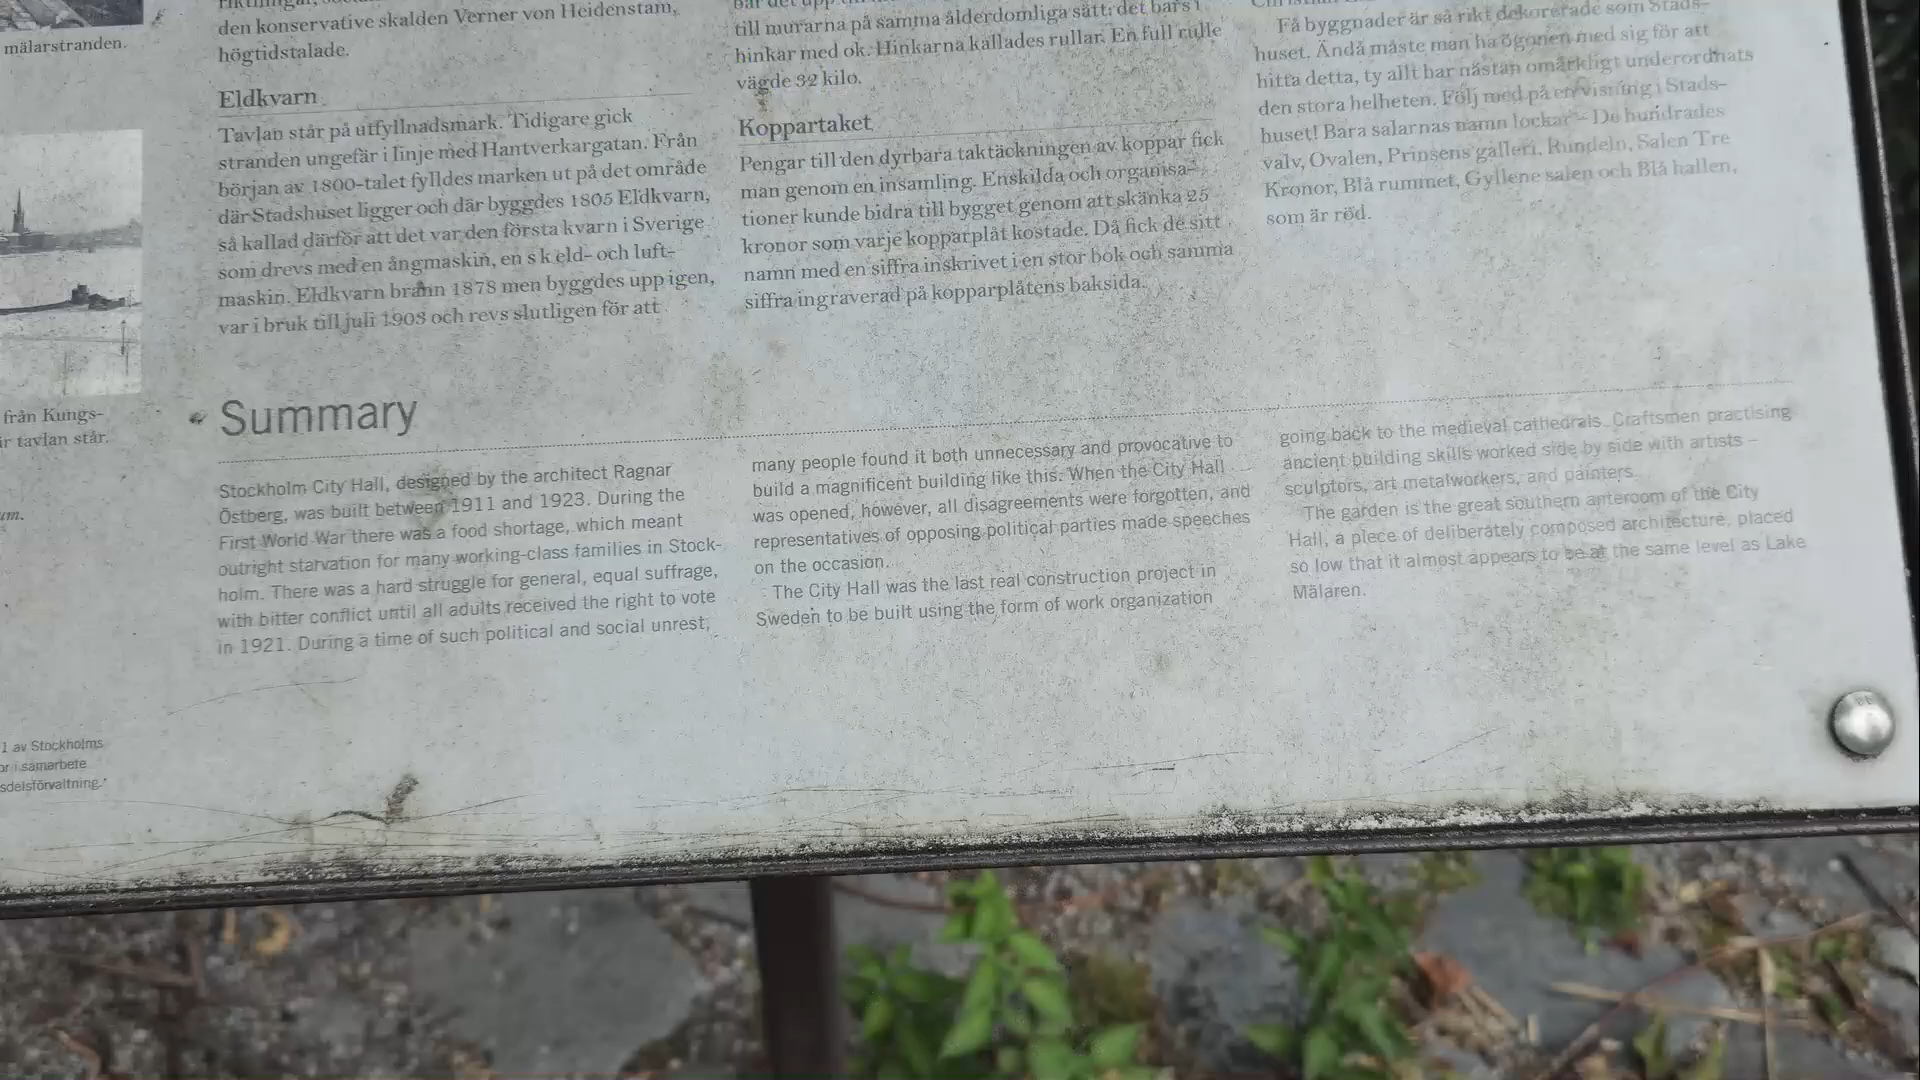 mälarstranden.
från Kungs-
r tavlan står.
um.
1 av Stockholms
or i samarbete
sdelsförvaltning.
den konservative skalden Verner von Heidenstam,
högtidstalade.
Eldkvarn
Tavlan står på utfyllnadsmark. Tidigare gick
stranden ungefär i linje med Hantverkargatan. Från
början av 1800-talet fylldes marken ut på det område
där Stadshuset ligger och där byggdes 1805 Eldkvarn,
så kallad därför att det var den första kvarn i Sverige
som drevs med en ångmaskin, en s k eld- och luft-
maskin. Eldkvarn brann 1878 men byggdes upp igen,
var i bruk till juli 1903 och revs slutligen för att
till murarna på samma ålderdomliga sätt: det bars i
hinkar med ok. Hinkarna kallades rullar. En full rulle
vägde 32 kilo.
Koppartaket
Pengar till den dyrbara taktäckningen av koppar fick
man genom en insamling. Enskilda och organisa-
tioner kunde bidra till bygget genom att skänka 25
kronor som varje kopparplåt kostade. Då fick de sitt
namn med en siffra inskrivet i en stor bok och samma
siffra ingraverad på kopparplåtens baksida.
Få byggnader är så rikt dekorerade som Stads-
huset. Ändå måste man ha ögonen med sig för att
hitta detta, ty allt har nästan omärkligt underordnats
den stora helheten. Följ med på en visning i Stads-
huset! Bara salarnas namn lockar – De hundrades
valv, Ovalen, Prinsens galleri, Rundeln, Salen Tre
Kronor, Blå rummet, Gyllene salen och Blå hallen,
som är röd.
Summary
Stockholm City Hall, designed by the architect Ragnar
Östberg, was built between 1911 and 1923. During the
First World War there was a food shortage, which meant
outright starvation for many working-class families in Stock-
holm. There was a hard struggle for general, equal suffrage,
with bitter conflict until all adults received the right to vote
in 1921. During a time of such political and social unrest,
many people found it both unnecessary and provocative to
build a magnificent building like this. When the City Hall
was opened, however, all disagreements were forgotten, and
representatives of opposing political parties made speeches
on the occasion.
The City Hall was the last real construction project in
Sweden to be built using the form of work organization
going back to the medieval cathedrals. Craftsmen practising
ancient building skills worked side by side with artists –
sculptors, art metalworkers, and painters.
The garden is the great southern anteroom of the City
Hall, a piece of deliberately composed architecture, placed
so low that it almost appears to be at the same level as Lake
Mälaren.